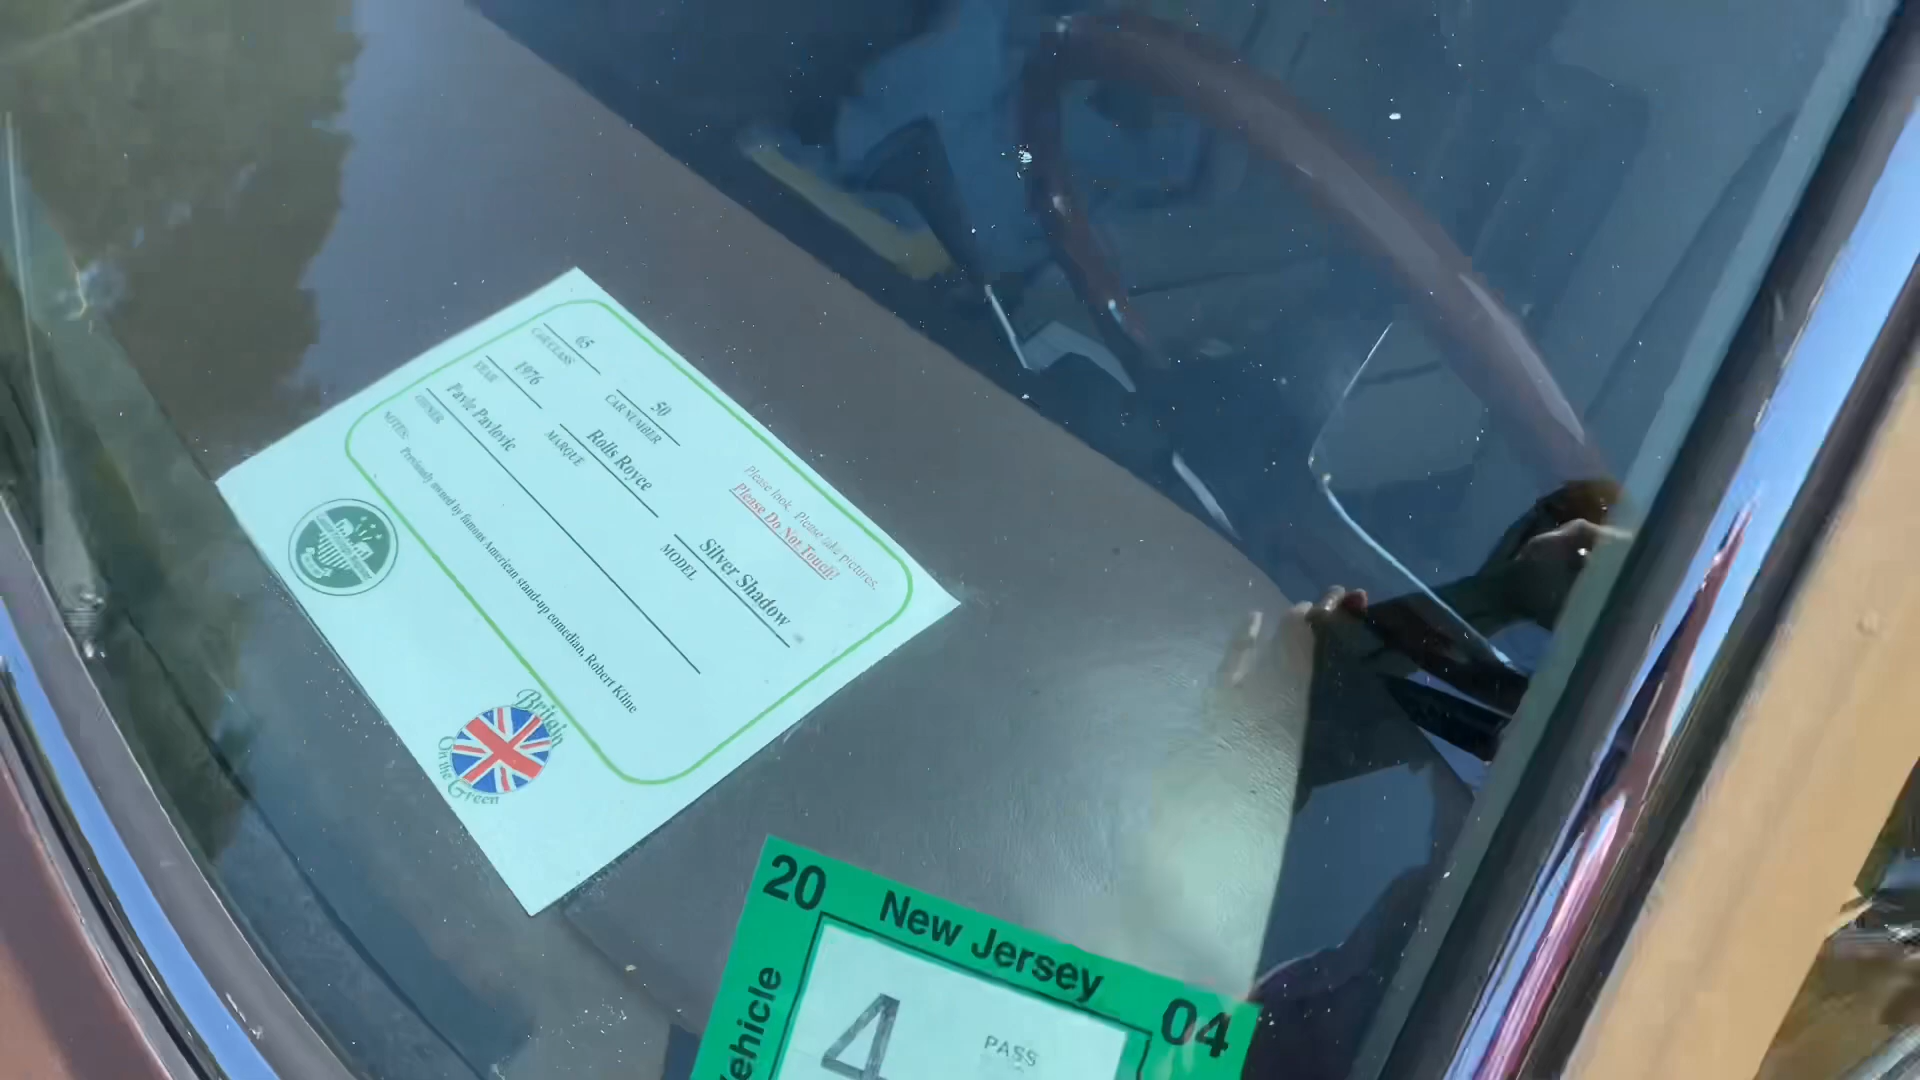 65
CAR CLASS
50
CAR NUMBER
Please look. Please take pictures.
Please Do Not Touch!
1976
YEAR
Rolls Royce
MARQUE
Silver Shadow
MODEL
Pavle Pavlovic
OWNER
NOTES:
Previously owned by famous American stand-up comedian, Robert Kline
Britain
On the Green
20 New Jersey 04
4 PASS